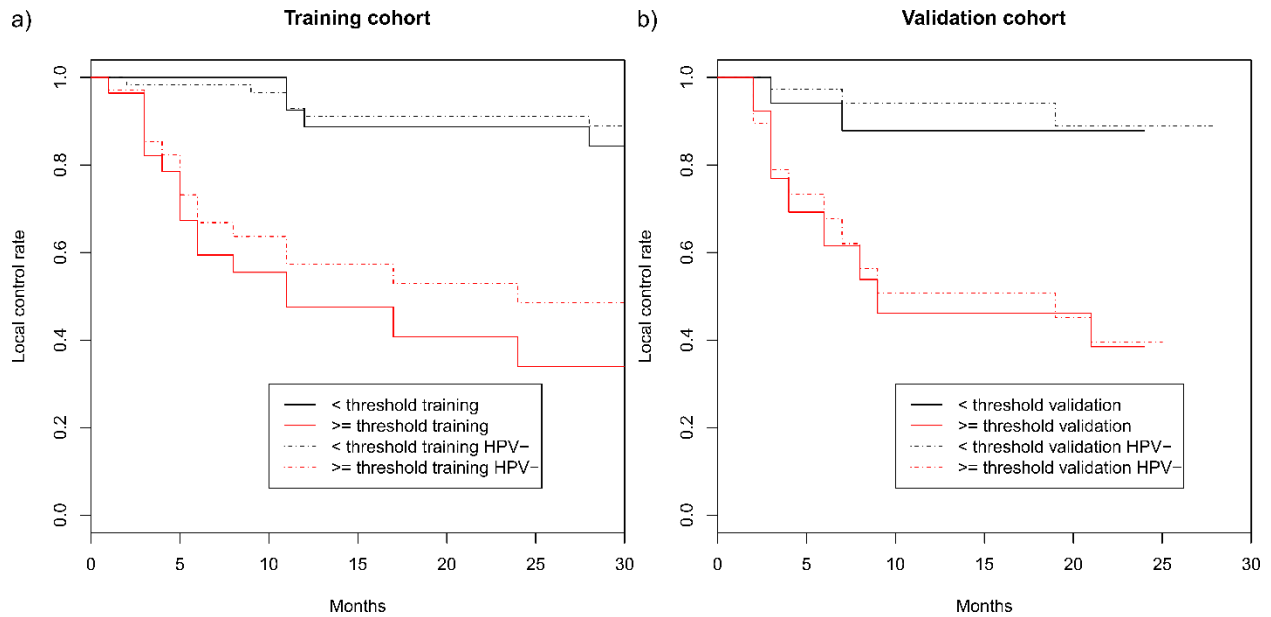 a)
Training cohort
Local control rate
1.0
0.8
0.6
0.4
0.2
0.0
< threshold training
>= threshold training
< threshold training HPV−
>= threshold training HPV−
0 5 10 15 20 25 30
Months
b)
Validation cohort
Local control rate
1.0
0.8
0.6
0.4
0.2
0.0
< threshold validation
>= threshold validation
< threshold validation HPV−
>= threshold validation HPV−
0 5 10 15 20 25 30
Months